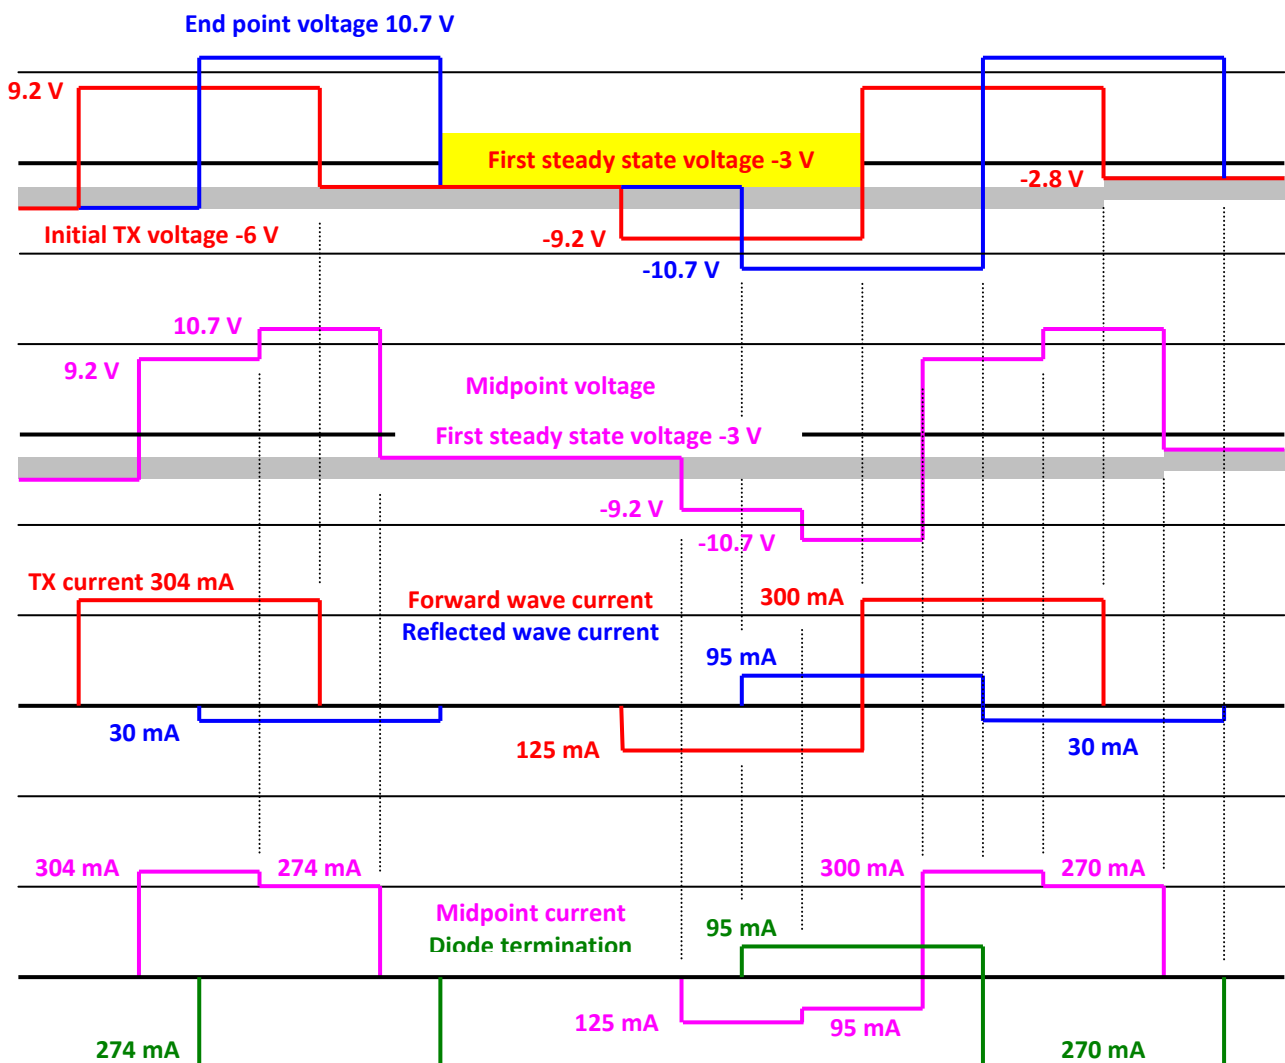 End point voltage 10.7 V
9.2 V
First steady state voltage -3 V
-2.8 V
Initial TX voltage -6 V
-9.2 V
-10.7 V
10.7 V
9.2 V
Midpoint voltage
First steady state voltage -3 V
-9.2 V
-10.7 V
TX current 304 mA
Forward wave current
300 mA
Reflected wave current
95 mA
30 mA
125 mA
30 mA
304 mA
274 mA
300 mA
270 mA
Midpoint current
95 mA
Diode termination
125 mA
95 mA
274 mA
270 mA